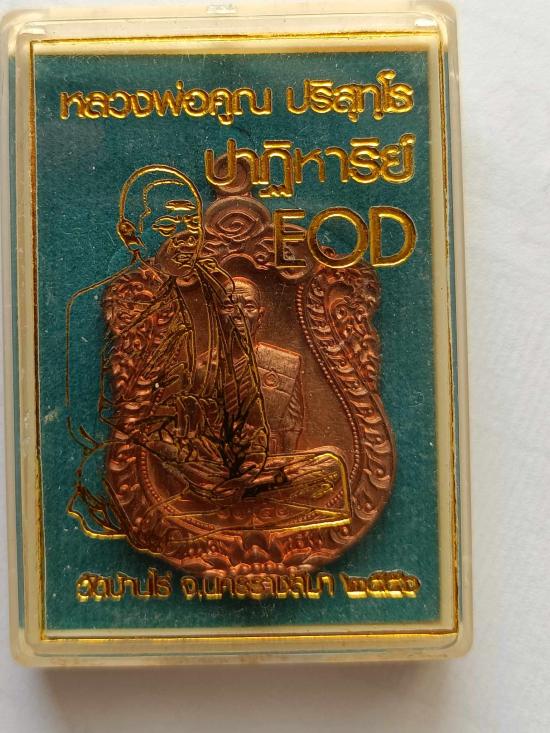 หลวงพ่อคูณ ปริสุทฺโธ
ปาฏิหาริย์
EOD
วัดบ้านไร่ จ.นครราชสีมา ๒๕๕๖